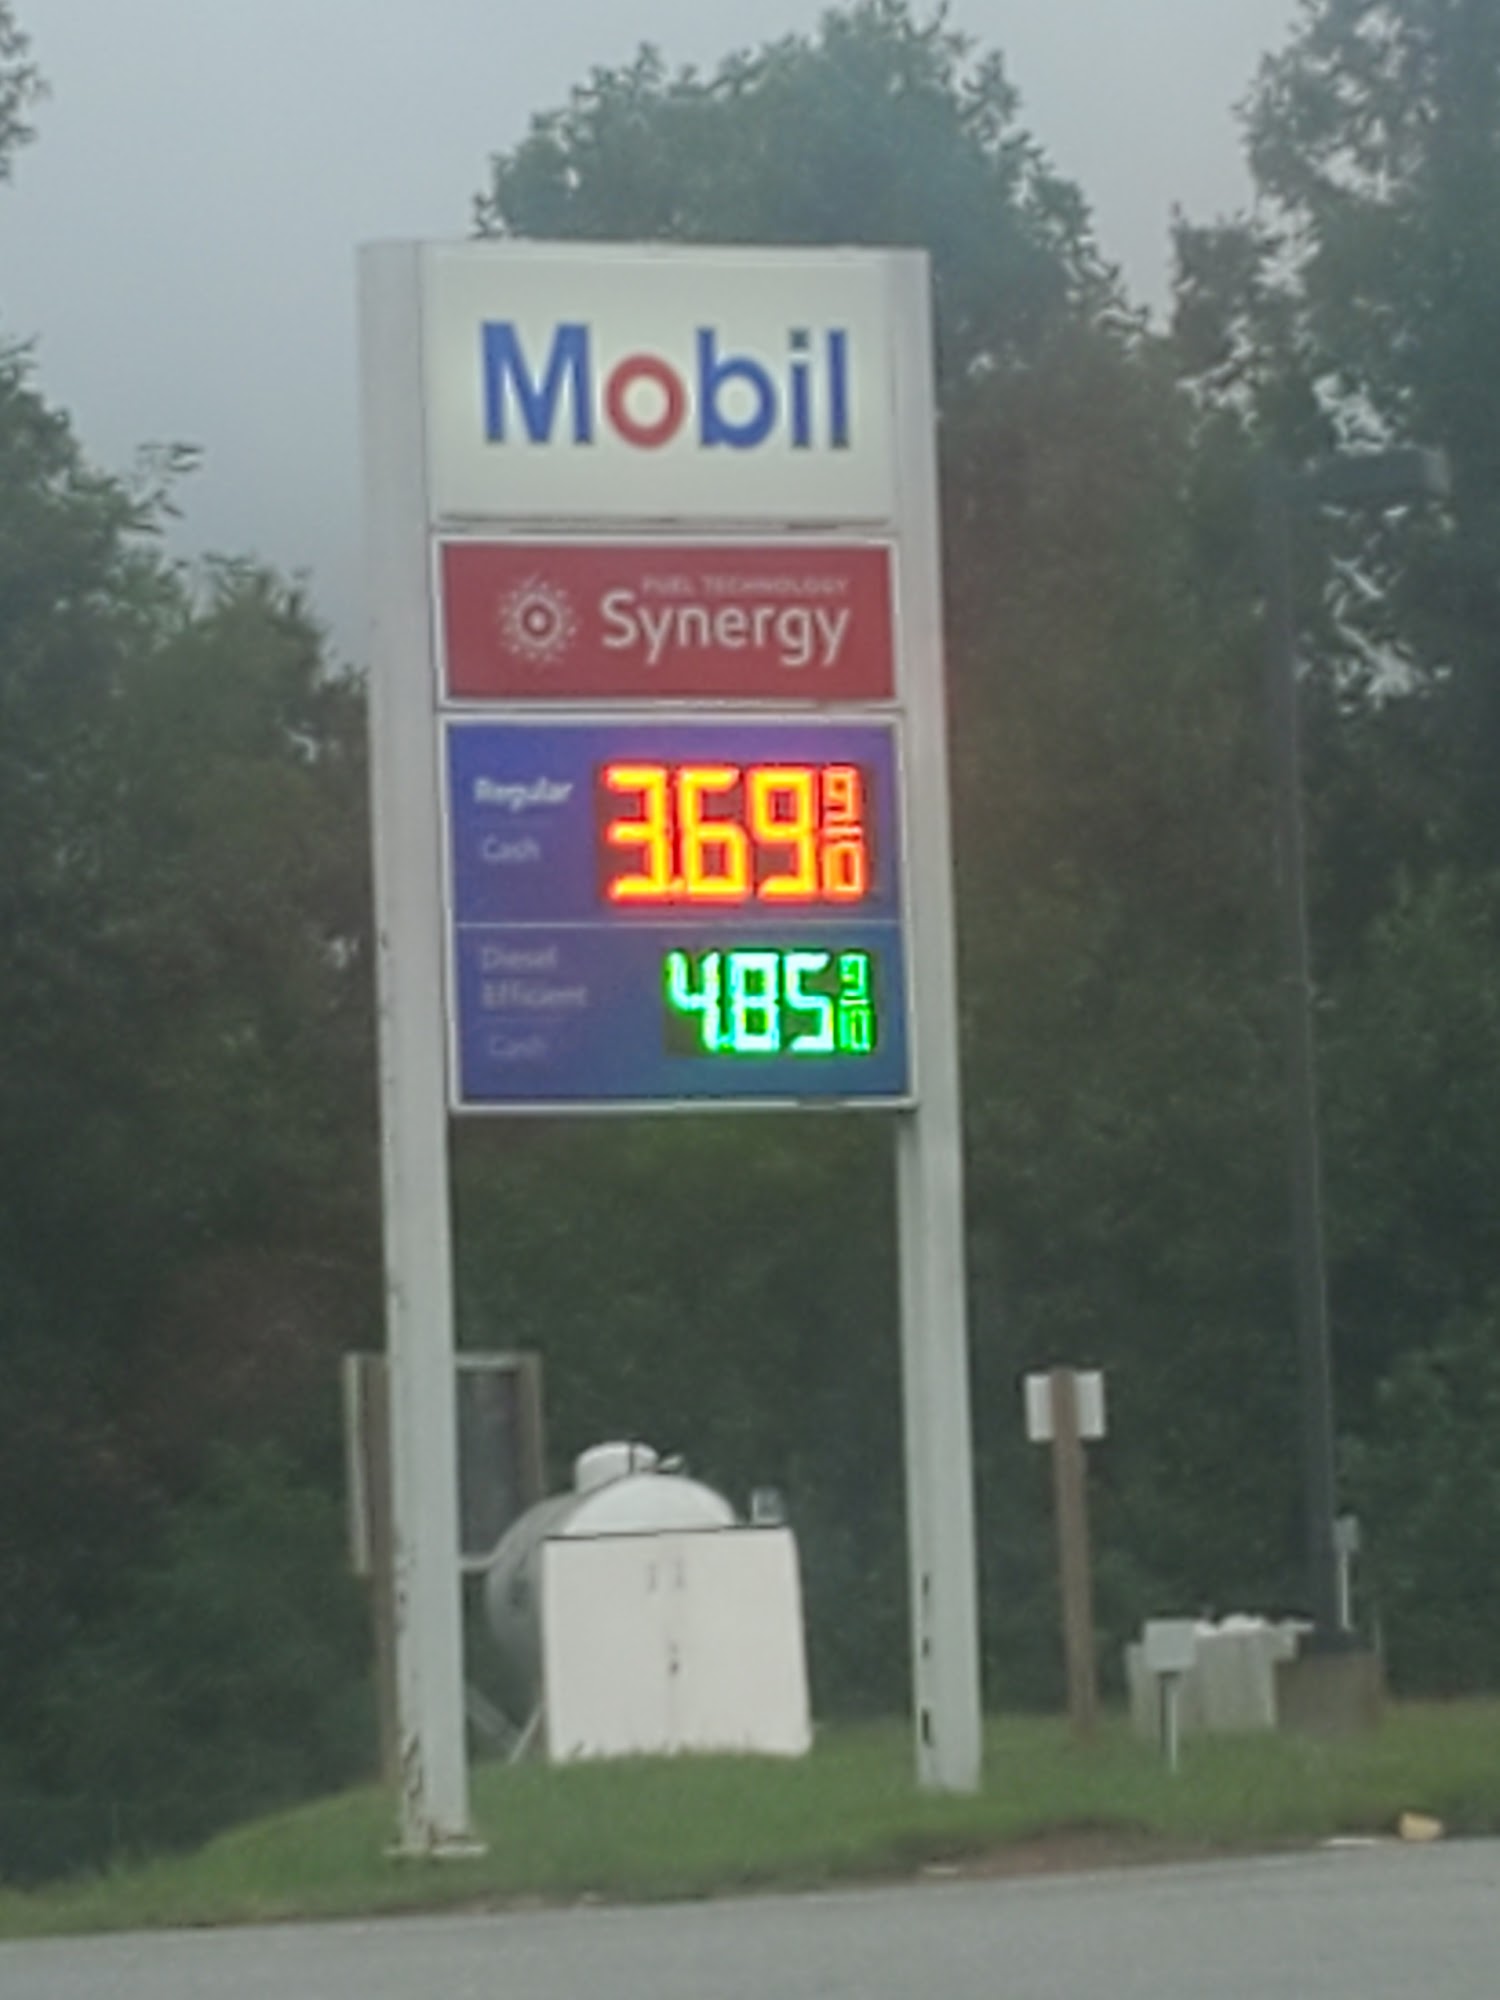 Mobil
FUEL TECHNOLOGY
Synergy
Regular
Cash
3.69 9/10
Diesel
Efficient
Cash
4.85 9/10